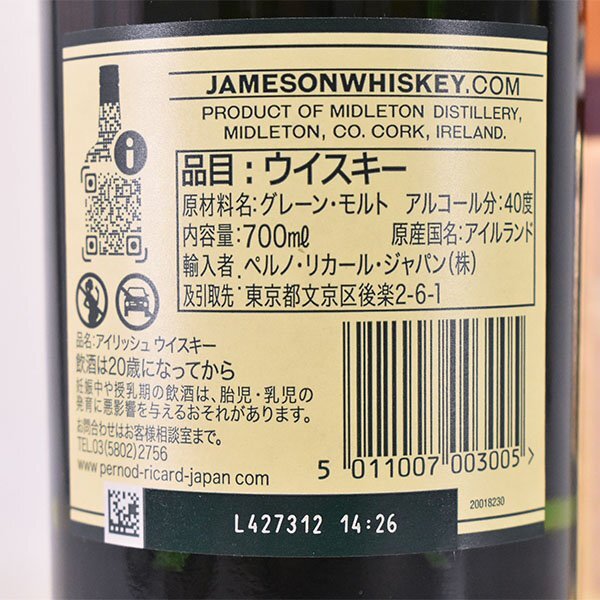 JAMESONWHISKEY.COM
PRODUCT OF MIDLETON DISTILLERY,
MIDLETON, CO. CORK, IRELAND.
品目：ウイスキー
原材料名：グレーン・モルト アルコール分：40度
内容量：700mℓ 原産国名：アイルランド
輸入者 ペルノ・リカール・ジャパン（株）
及引取先：東京都文京区後楽2-6-1
品名：アイリッシュ ウイスキー
飲酒は20歳になってから
妊娠中や授乳期の飲酒は、胎児・乳児の
発育に悪影響を与えるおそれがあります。
お問合わせはお客様相談室まで。
TEL.03(5802)2756
www.pernod-ricard-japan.com
5 011007 003005>
20018230
L427312 14:26